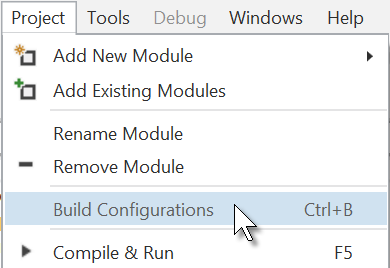 Project Tools Debug Windows Help
Add New Module
Add Existing Modules
Rename Module
Remove Module
Build Configurations Ctrl+B
Compile & Run F5